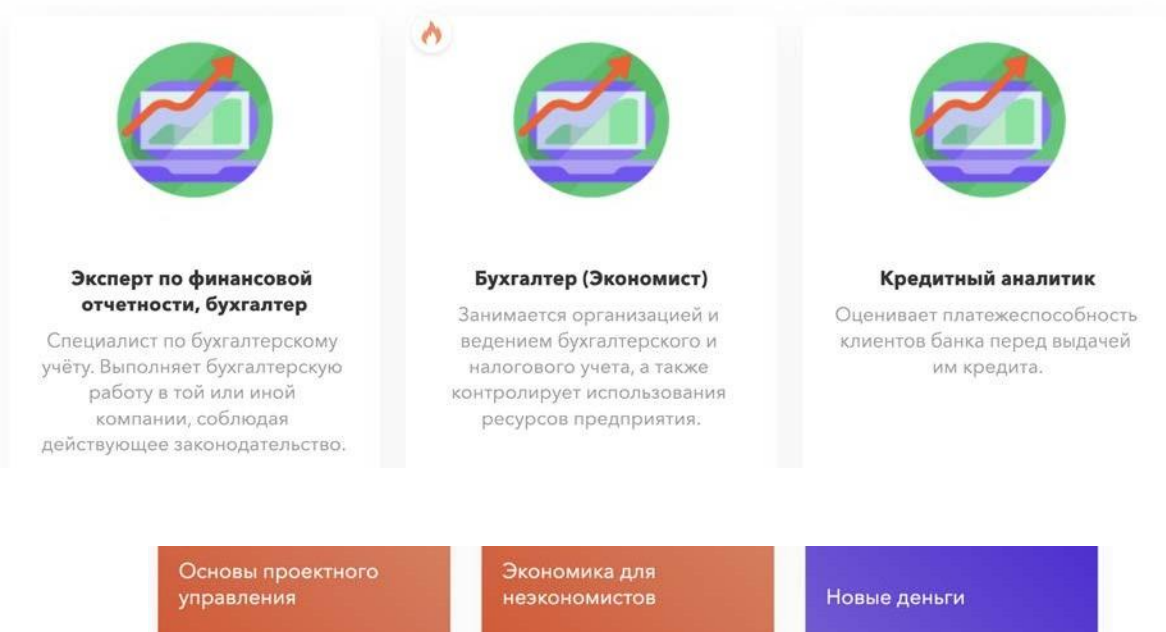 Эксперт по финансовой
отчетности, бухгалтер
Специалист по бухгалтерскому
учёту. Выполняет бухгалтерскую
работу в той или иной
компании, соблюдая
действующее законодательство.
Бухгалтер (Экономист)
Занимается организацией и
ведением бухгалтерского и
налогового учета, а также
контролирует использования
ресурсов предприятия.
Кредитный аналитик
Оценивает платежеспособность
клиентов банка перед выдачей
им кредита.
Основы проектного
управления
Экономика для
неэкономистов
Новые деньги